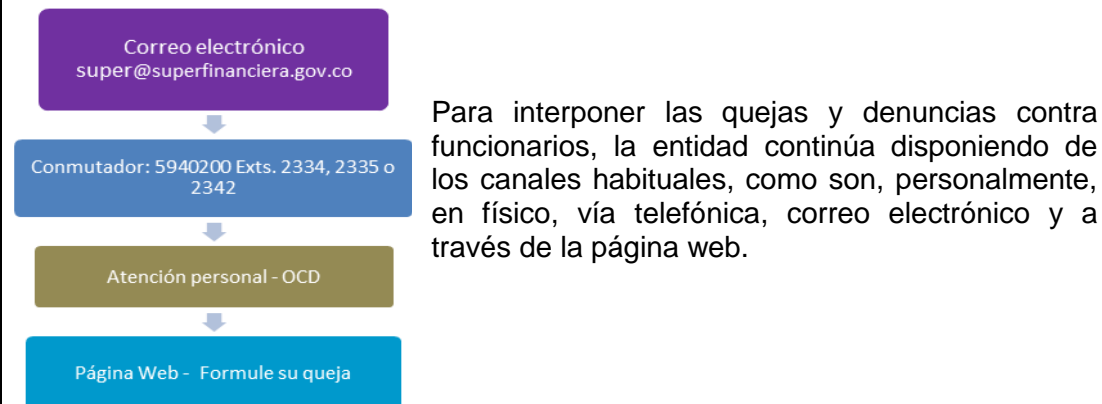 Correo electrónico
super@superfinanciera.gov.co
Conmutador: 5940200 Exts. 2334, 2335 o
2342
Atención personal - OCD
Página Web -  Formule su queja
Para interponer las quejas y denuncias contra
funcionarios, la entidad continúa disponiendo de
los canales habituales, como son, personalmente,
en físico, vía telefónica, correo electrónico y a
través de la página web.